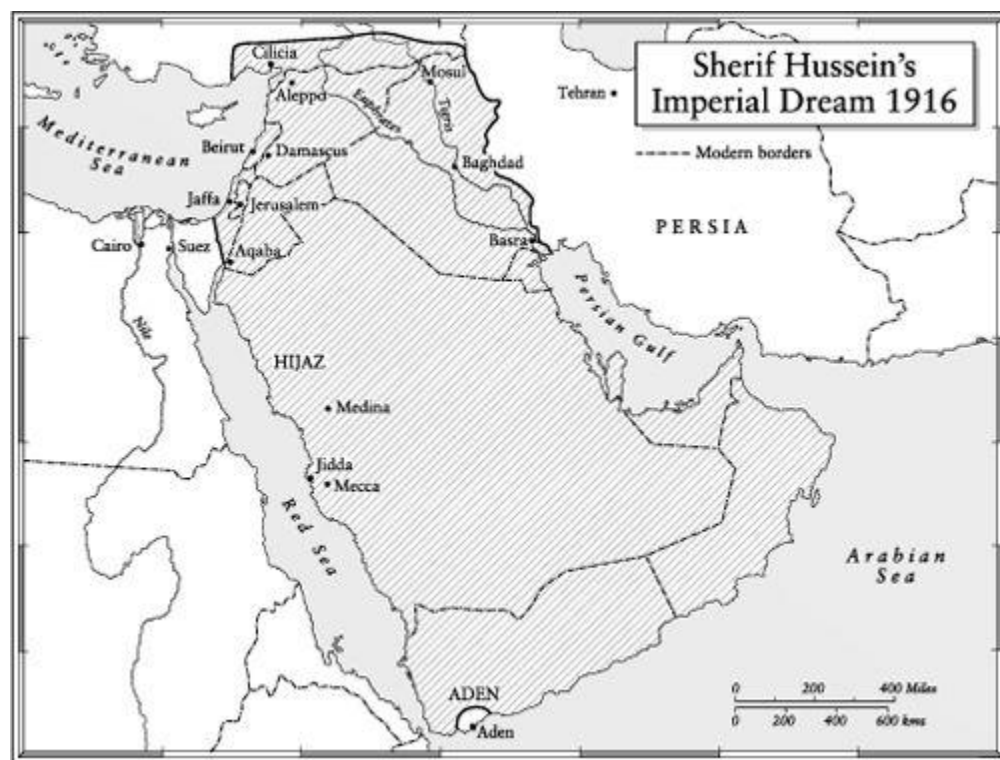 Sherif Hussein's
Imperial Dream 1916
Modern borders
Cilicia
Mosul
Aleppo
Euphrates
Tigris
Tehran
Mediterranean
Sea
Beirut
Damascus
Baghdad
Jaffa
Jerusalem
PERSIA
Cairo
Suez
Aqaba
Basra
Persian Gulf
Nile
HIJAZ
Medina
Jidda
Mecca
Red Sea
Arabian
Sea
ADEN
Aden
0 200 400 Miles
0 200 400 600 kms